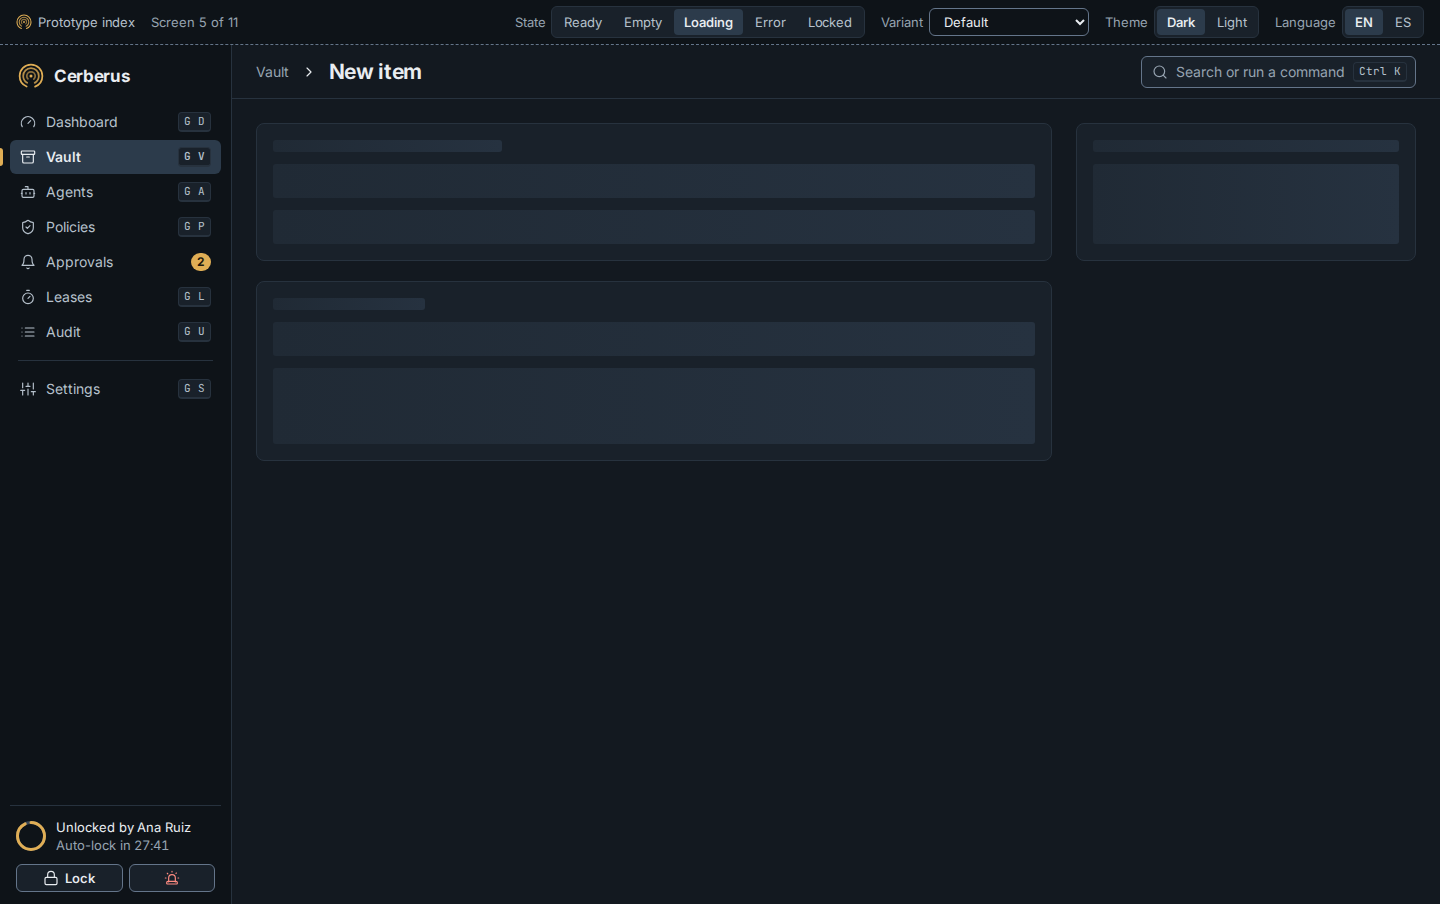 Prototype index Screen 5 of 11 State Ready Empty Loading Error Locked Variant Default Theme Dark Light Language EN ES
Cerberus
Vault New item
Search or run a command Ctrl K
Dashboard G D
Vault G V
Agents G A
Policies G P
Approvals 2
Leases G L
Audit G U
Settings G S
Unlocked by Ana Ruiz
Auto-lock in 27:41
Lock